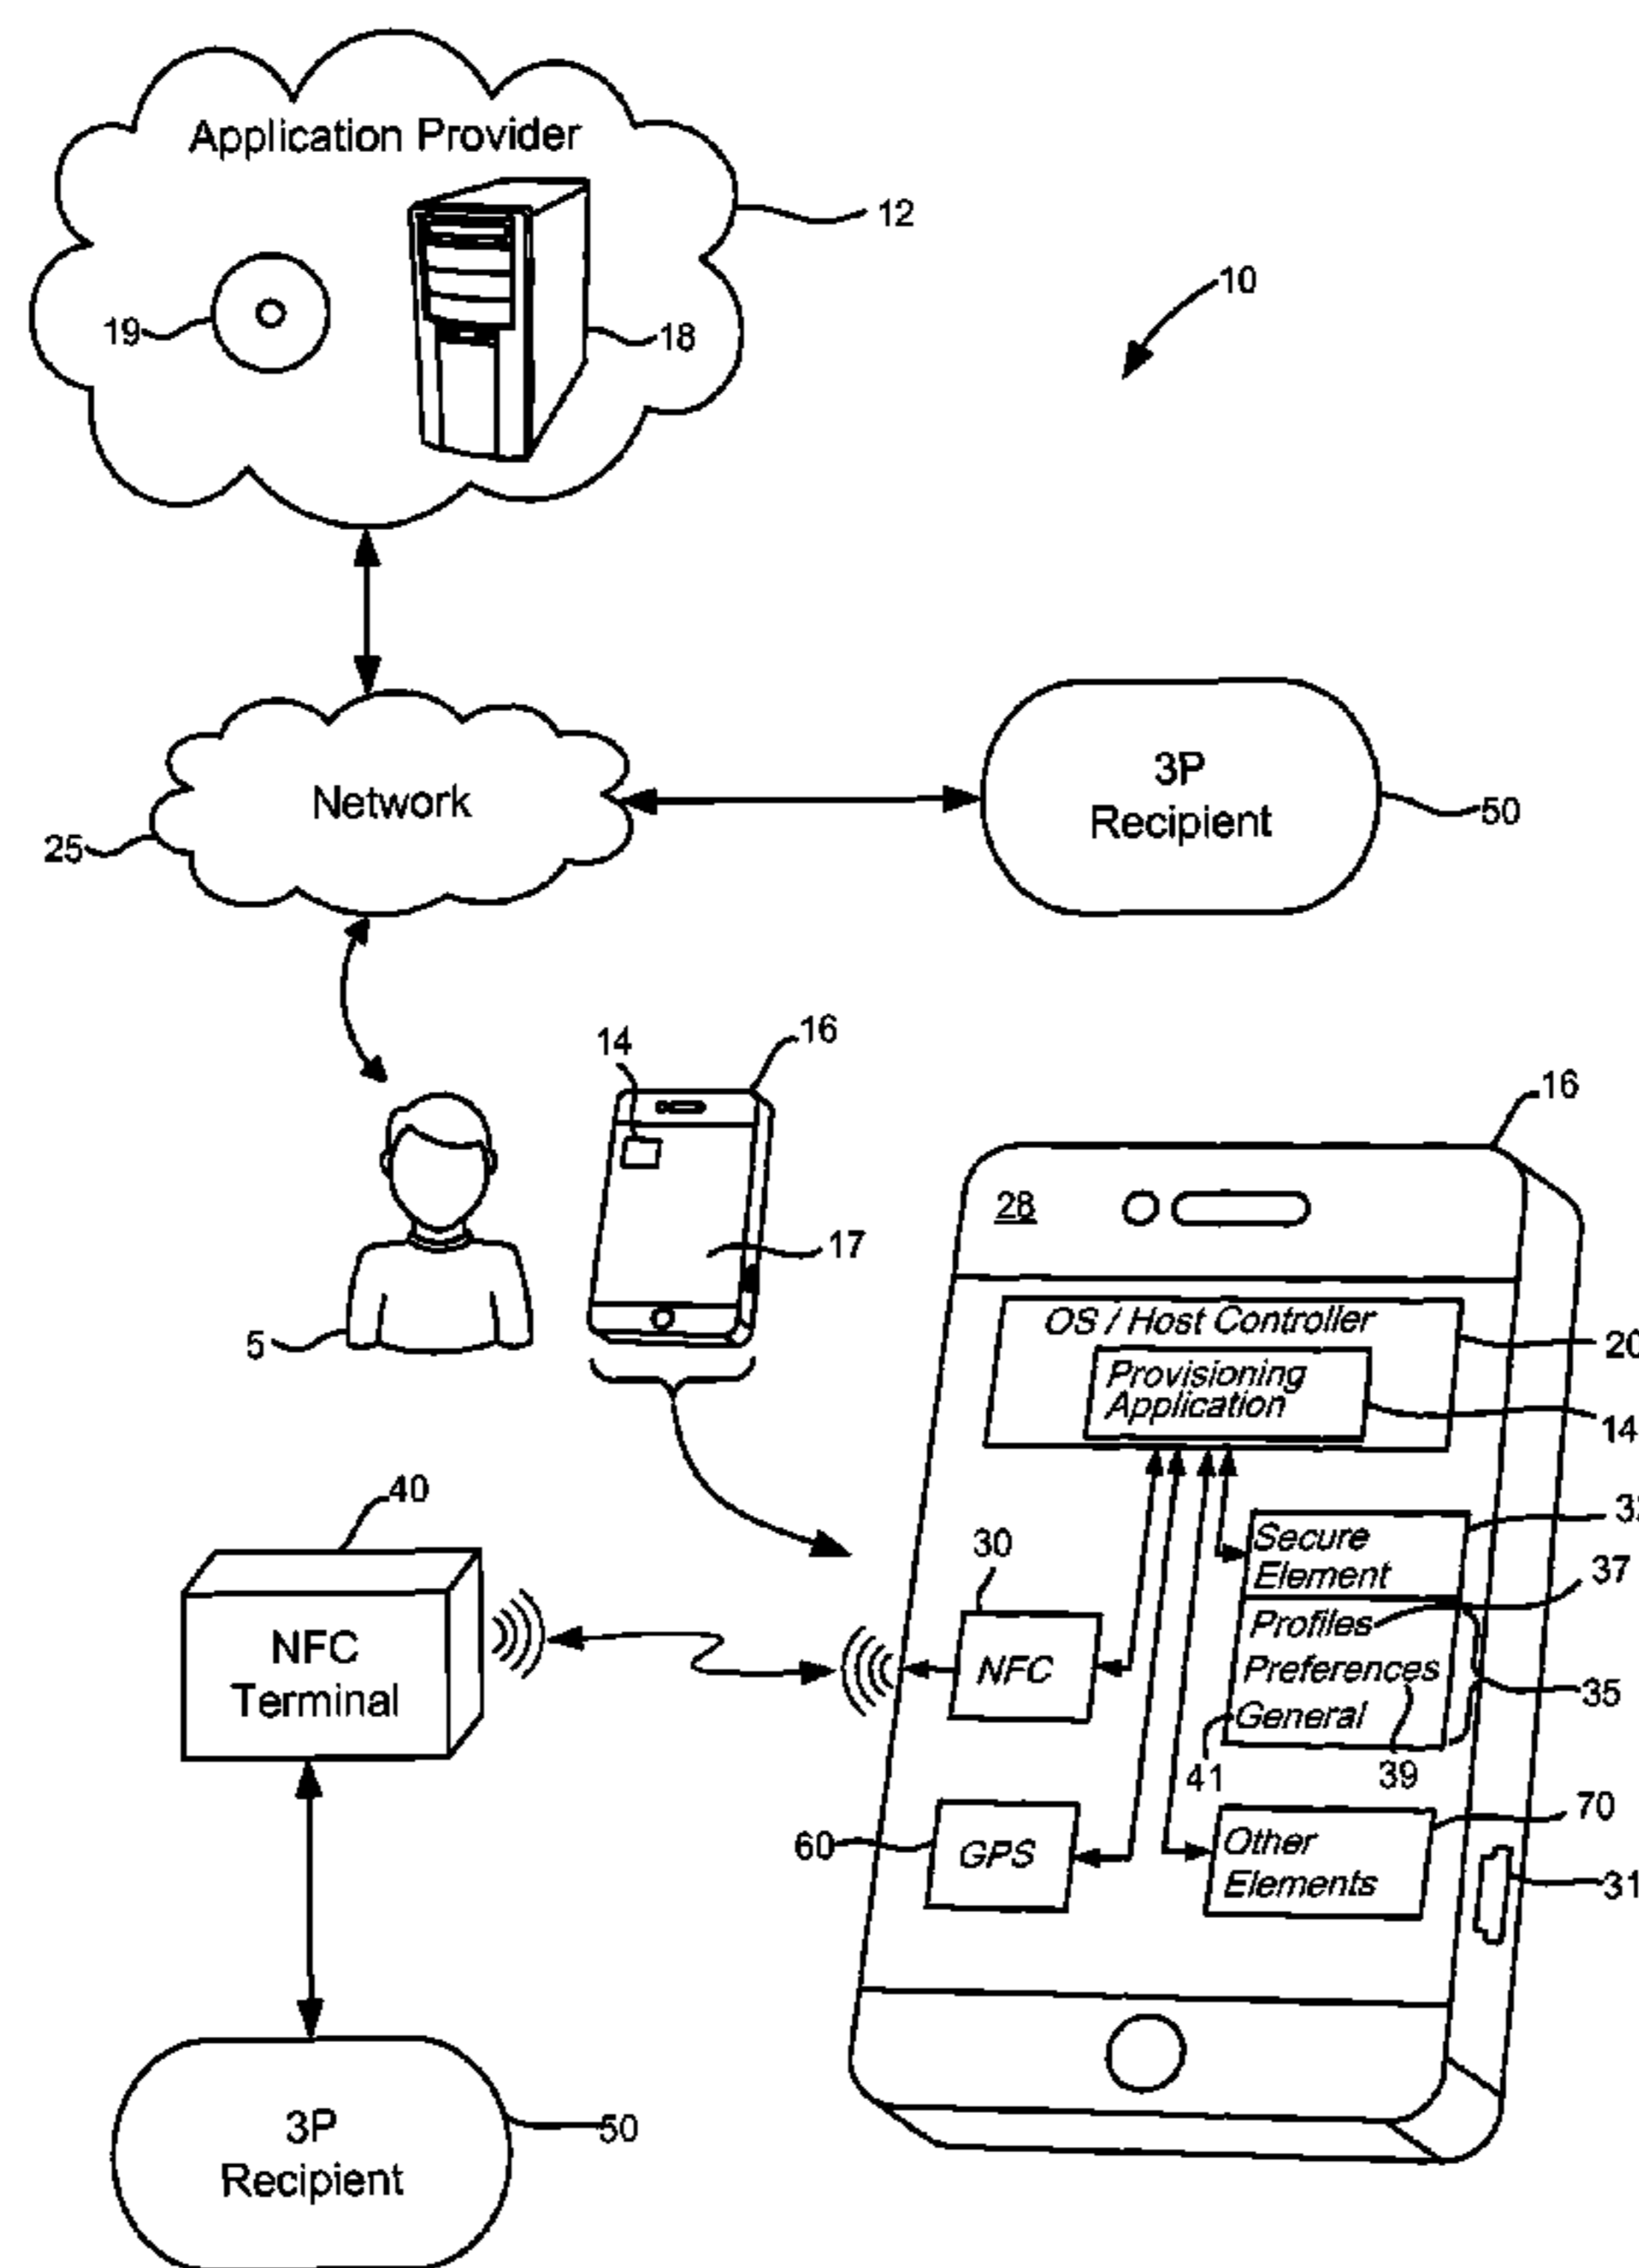 Application Provider
12
10
19
18
Network
25
3P
Recipient
50
14
16
17
5
16
28
OS / Host Controller
20
Provisioning
Application
14
40
NFC
Terminal
30
NFC
Secure
Element
37
Profiles
Preferences
General
35
41
39
60
GPS
Other
Elements
70
31
3P
Recipient
50